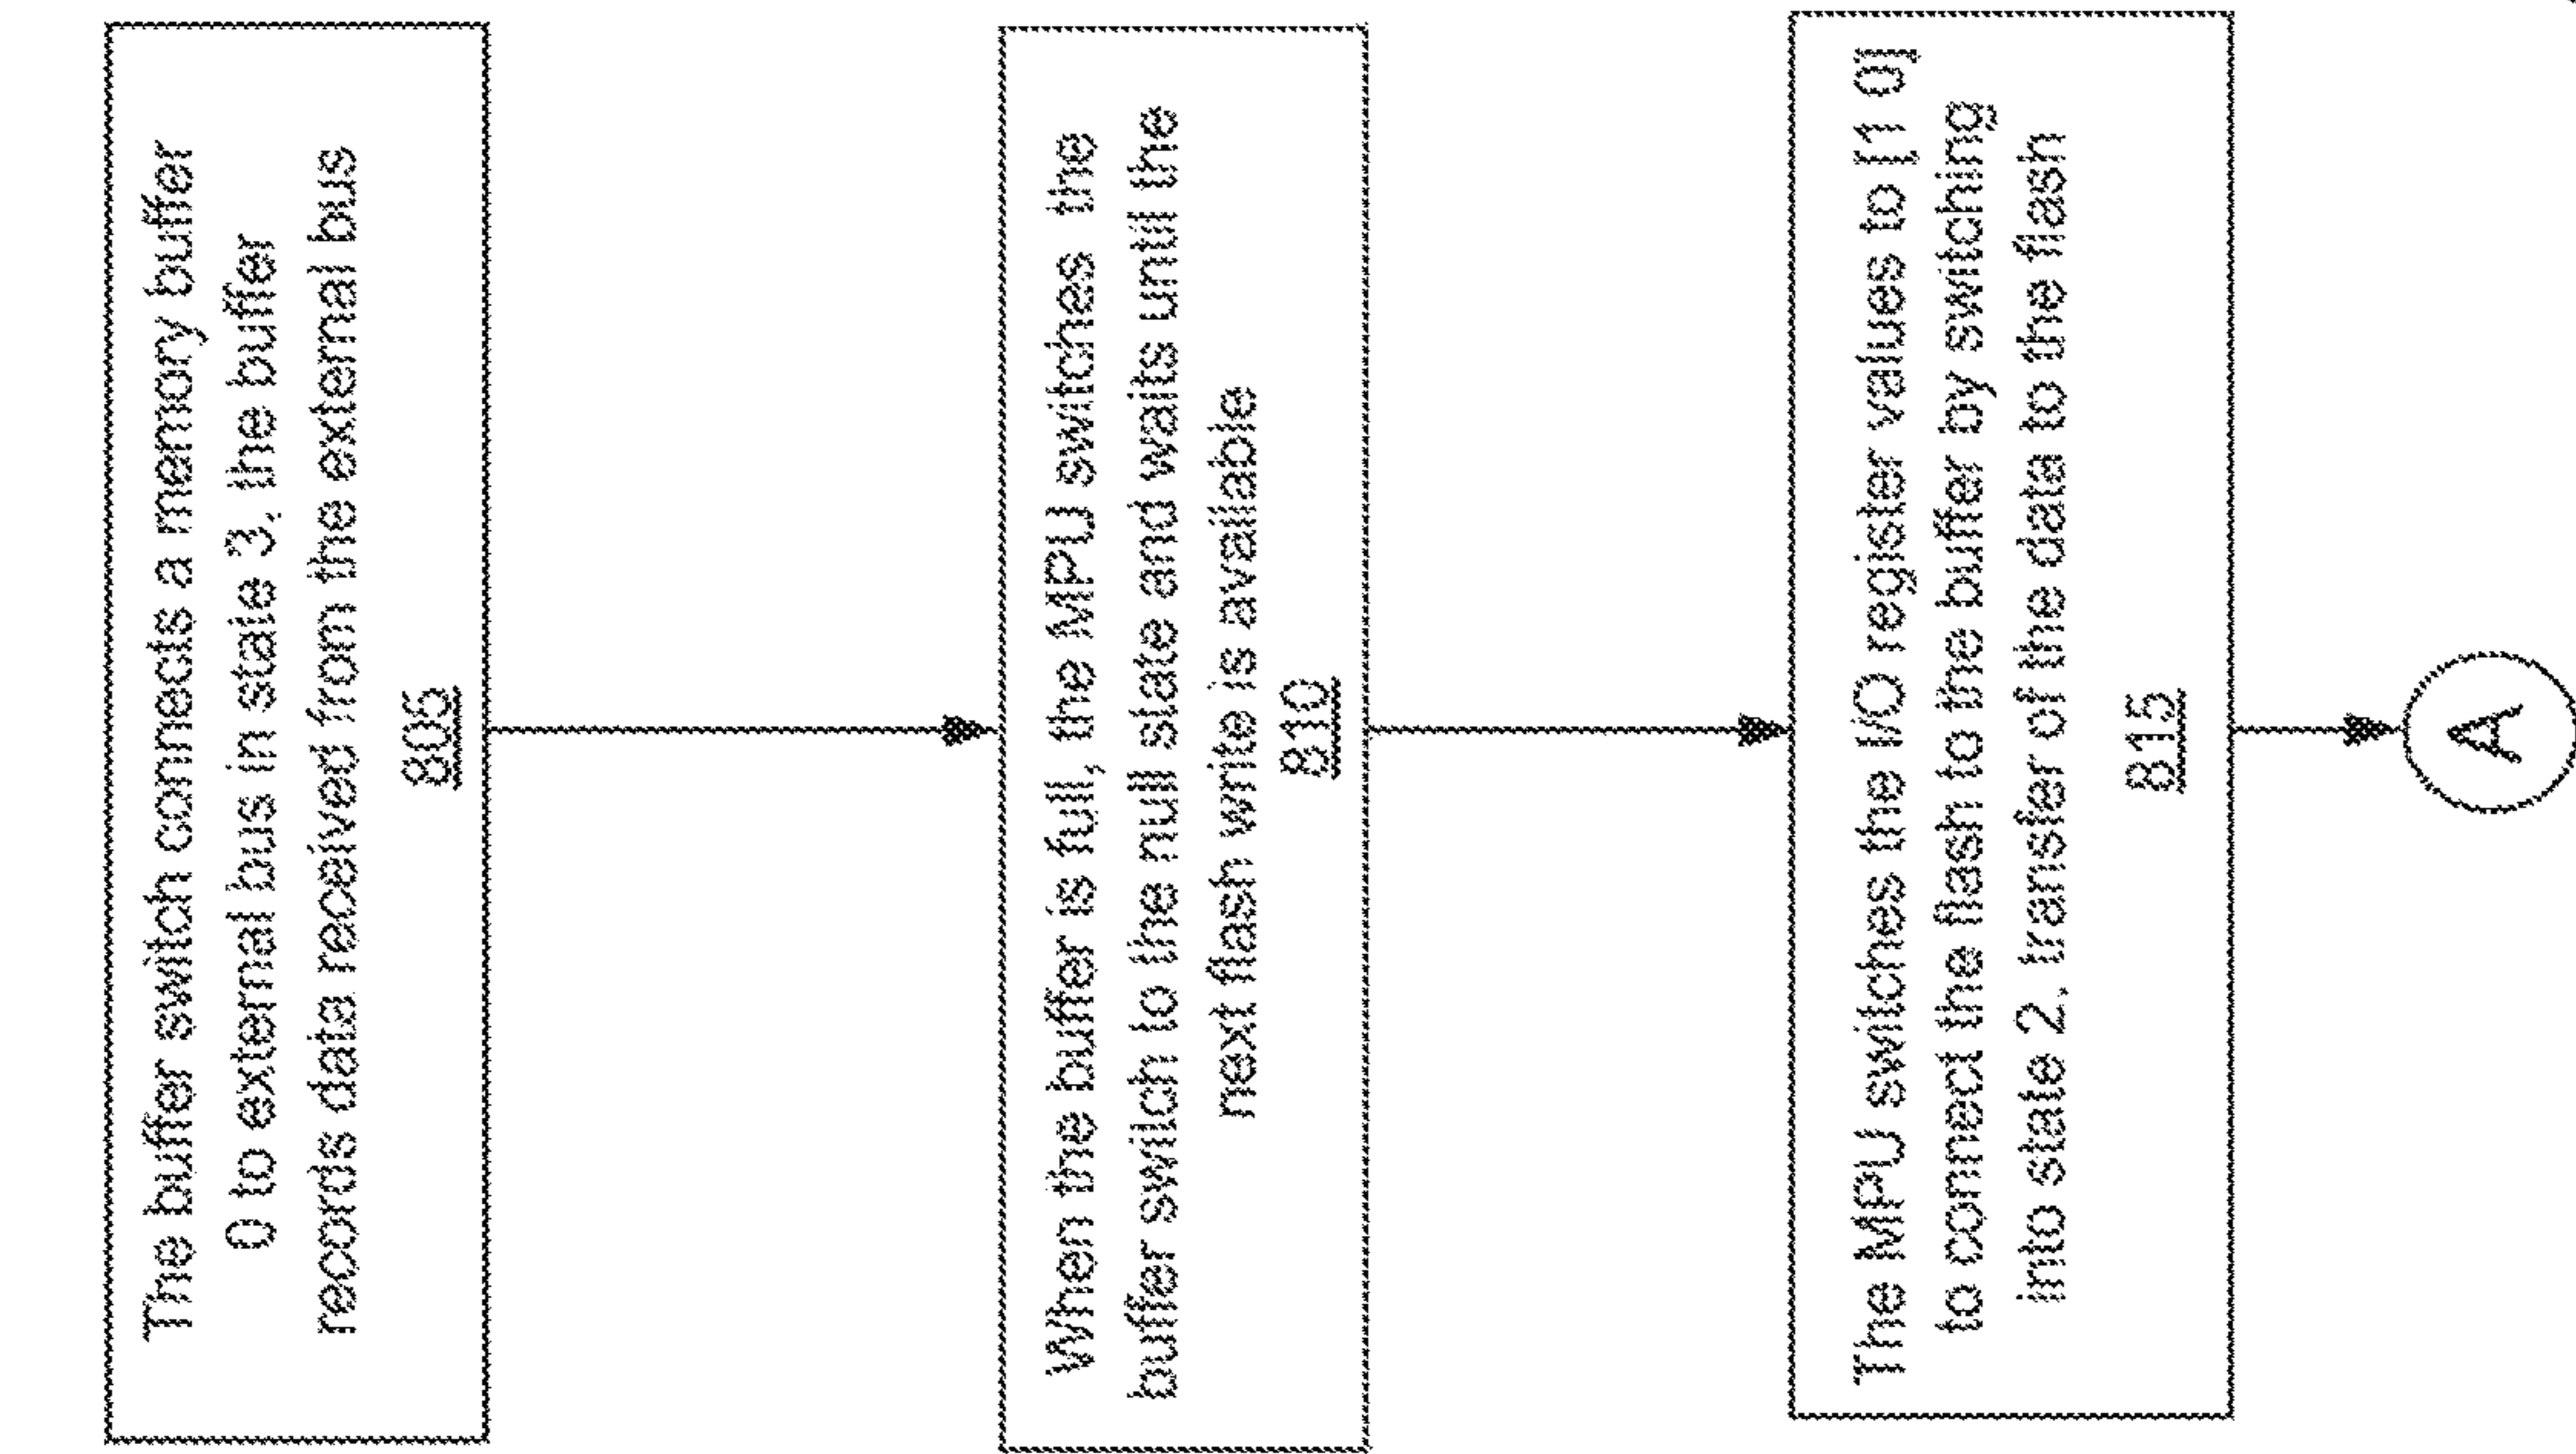 The buffer switch connects a memory buffer
0 to external bus in state 3, the buffer
records data received from the external bus
805
When the buffer is full, the MPU switches the
buffer switch to the null state and waits until the
next flash write is available
810
The MPU switches the I/O register values to [1 0]
to connect the flash to the buffer by switching
into state 2, transfer of the data to the flash
815
A